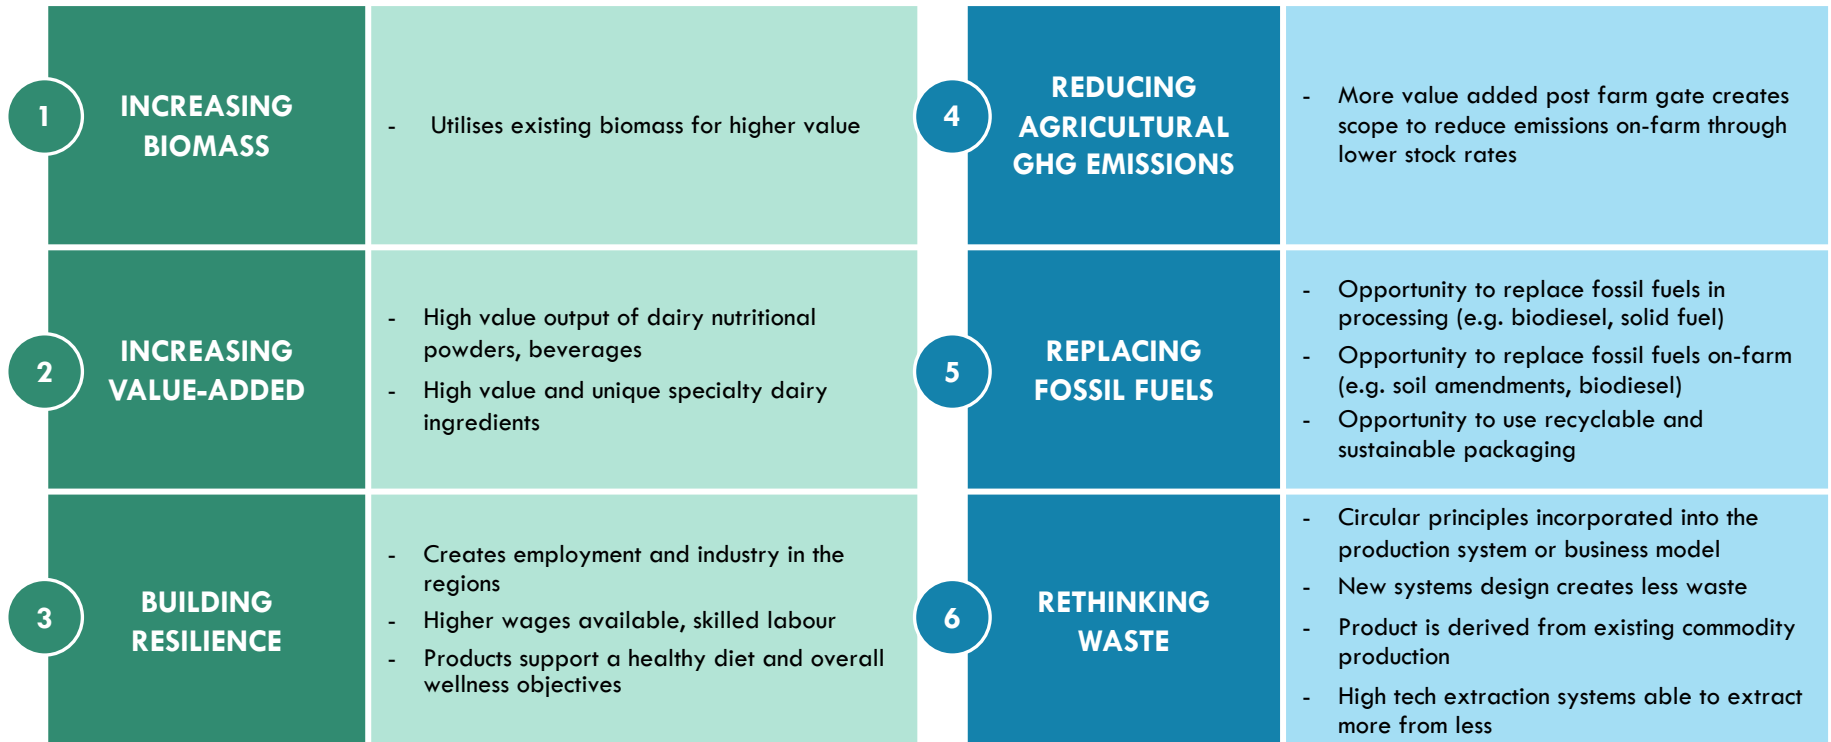 1
INCREASING
BIOMASS
- Utilises existing biomass for higher value
2
INCREASING
VALUE-ADDED
- High value output of dairy nutritional
powders, beverages
- High value and unique specialty dairy
ingredients
3
BUILDING
RESILIENCE
- Creates employment and industry in the
regions
- Higher wages available, skilled labour
- Products support a healthy diet and overall
wellness objectives
4
REDUCING
AGRICULTURAL
GHG EMISSIONS
- More value added post farm gate creates
scope to reduce emissions on-farm through
lower stock rates
5
REPLACING
FOSSIL FUELS
- Opportunity to replace fossil fuels in
processing (e.g. biodiesel, solid fuel)
- Opportunity to replace fossil fuels on-farm
(e.g. soil amendments, biodiesel)
- Opportunity to use recyclable and
sustainable packaging
6
RETHINKING
WASTE
- Circular principles incorporated into the
production system or business model
- New systems design creates less waste
- Product is derived from existing commodity
production
- High tech extraction systems able to extract
more from less